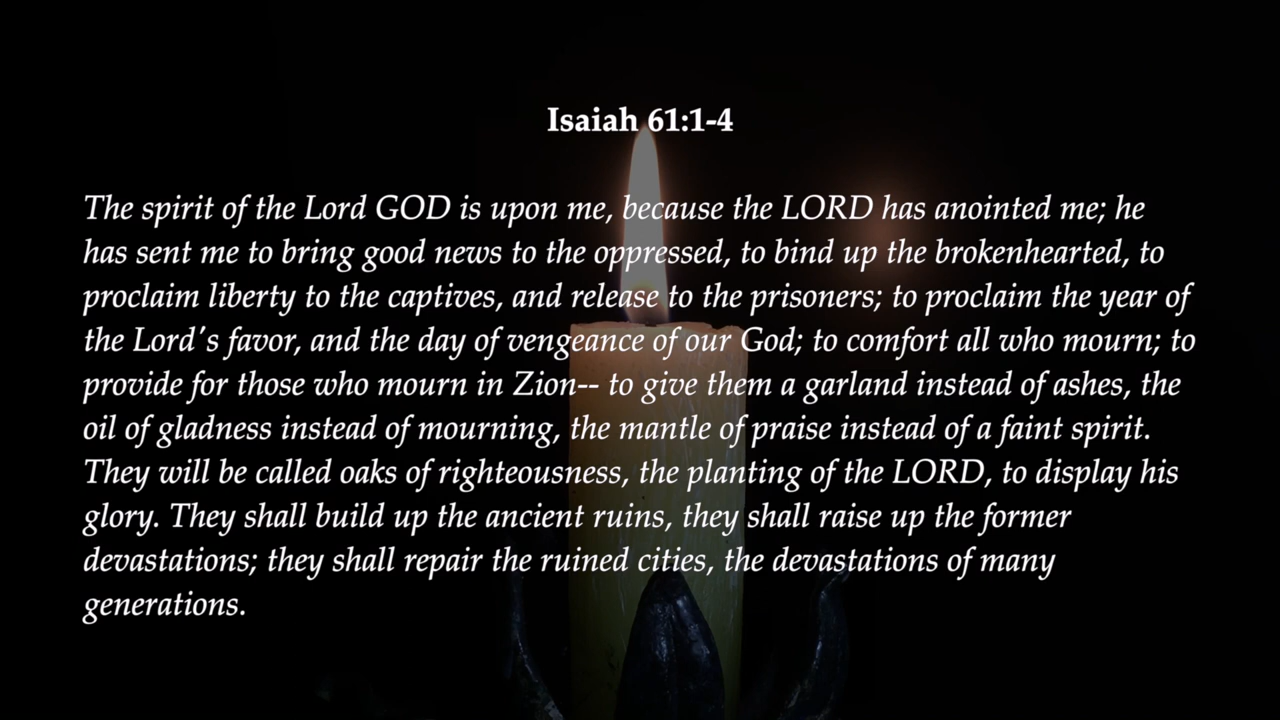 Isaiah 61:1-4
The spirit of the Lord GOD is upon me, because the LORD has anointed me; he
has sent me to bring good news to the oppressed, to bind up the brokenhearted, to
proclaim liberty to the captives, and release to the prisoners; to proclaim the year of
the Lord's favor, and the day of vengeance of our God; to comfort all who mourn; to
provide for those who mourn in Zion-- to give them a garland instead of ashes, the
oil of gladness instead of mourning, the mantle of praise instead of a faint spirit.
They will be called oaks of righteousness, the planting of the LORD, to display his
glory. They shall build up the ancient ruins, they shall raise up the former
devastations; they shall repair the ruined cities, the devastations of many
generations.